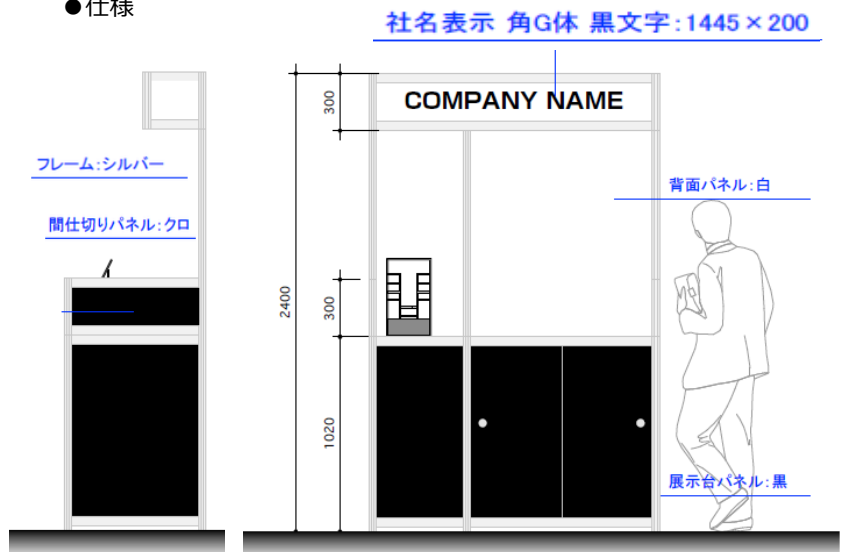 ●仕様
社名表示 角G体 黒文字:1445×200
300
COMPANY NAME
フレーム:シルバー
背面パネル:白
間仕切りパネル:クロ
2400
300
1020
展示台パネル:黒